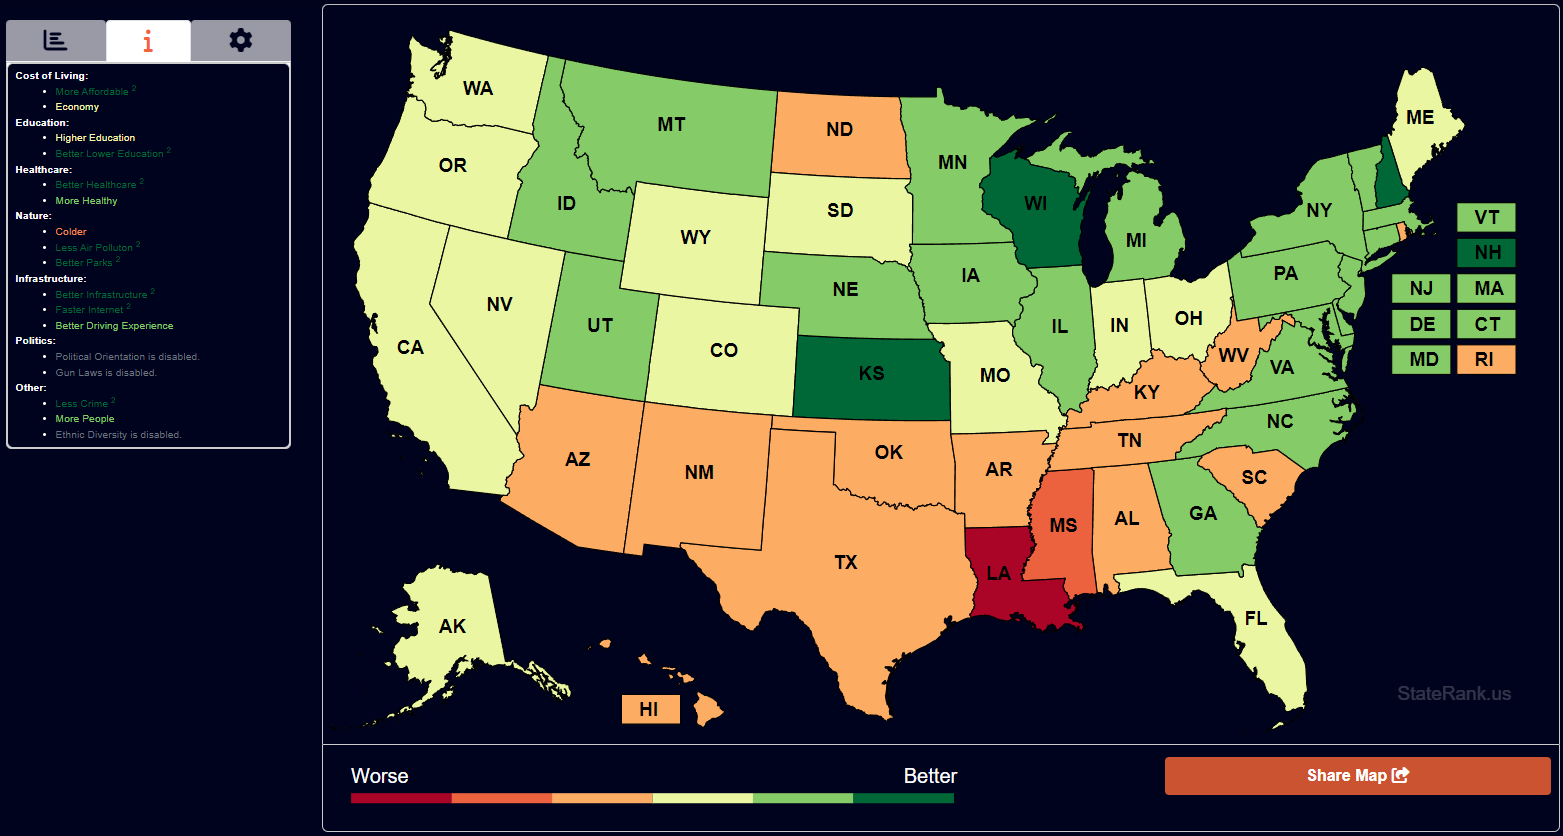 Cost of Living:
More Affordable 2
Economy
Education:
Higher Education
Better Lower Education 2
Healthcare:
Better Healthcare 2
More Healthy
Nature:
Colder
Less Air Polluton 2
Better Parks 2
Infrastructure:
Better Infrastructure 2
Faster Internet 2
Better Driving Experience
Politics:
Political Orientation is disabled.
Gun Laws is disabled.
Other:
Less Crime 2
More People
Ethnic Diversity is disabled.
WA
MT
ND
MN
ME
OR
ID
SD
WI
NY
VT
WY
MI
NH
NV
NE
IA
PA
NJ
MA
UT
IL
IN
OH
DE
CT
CA
CO
KS
MO
WV
VA
MD
RI
KY
AZ
NM
OK
AR
TN
NC
SC
TX
LA
MS
AL
GA
FL
AK
HI
StateRank.us
Worse
Better
Share Map